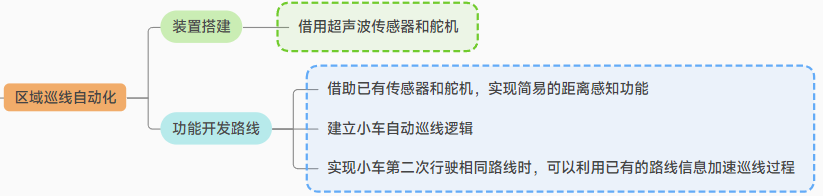 装置搭建
借用超声波传感器和舵机
区域巡线自动化
功能开发路线
借助已有传感器和舵机，实现简易的距离感知功能
建立小车自动巡线逻辑
实现小车第二次行驶相同路线时，可以利用已有的路线信息加速巡线过程